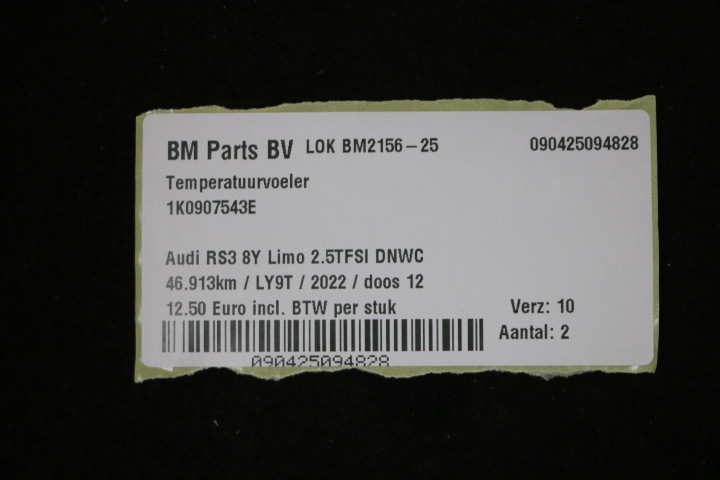 BM Parts BV LOK BM2156-25 090425094828
Temperatuurvoeler
1K0907543E
Audi RS3 8Y Limo 2.5TFSI DNWC
46.913km / LY9T / 2022 / doos 12
12.50 Euro incl. BTW per stuk Verz: 10
Aantal: 2
090425094828